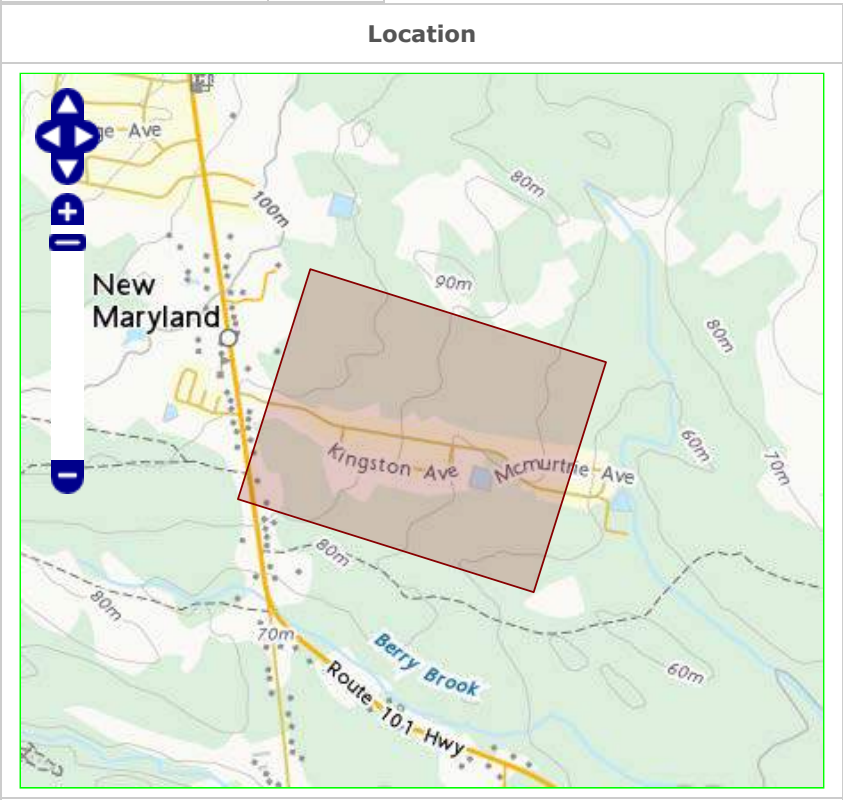 Location
ge Ave
80m
100m
90m
New
Maryland
80m
60m
70m
Kingston Ave
Mcmurtrie Ave
80m
80m
70m
Berry Brook
60m
Route 101 Hwy